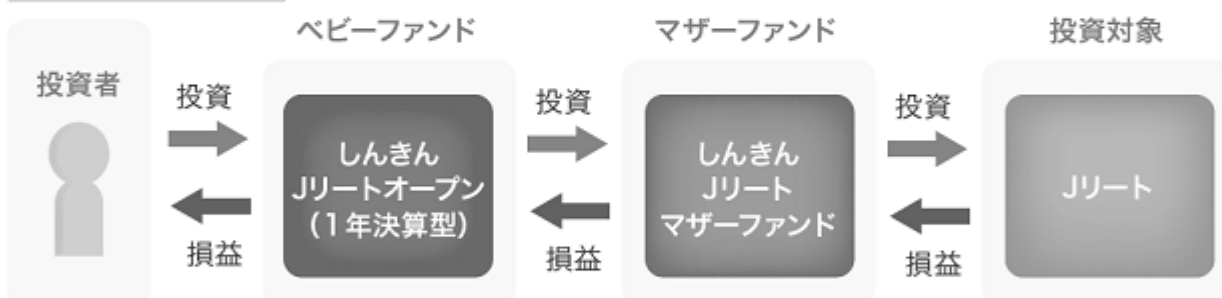 ベビーファンド
マザーファンド
投資対象
投資者
投資
損益
しんきん
Jリートオープン
(1年決算型)
投資
損益
しんきん
Jリート
マザーファンド
投資
損益
Jリート